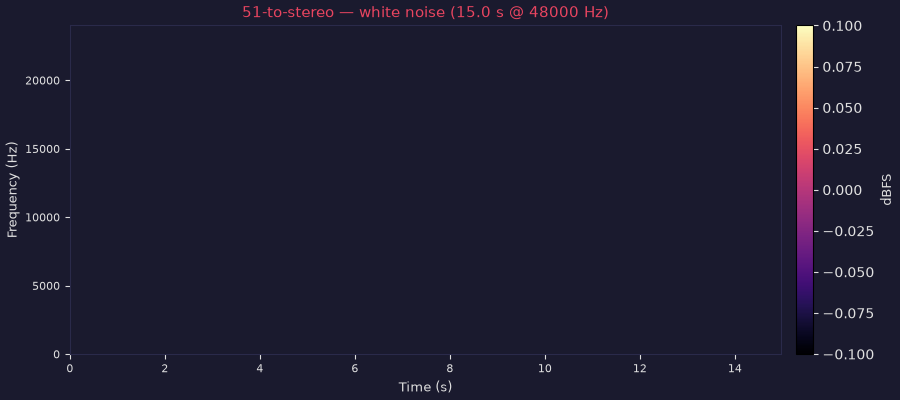 51-to-stereo — white noise (15.0 s @ 48000 Hz)
0.100
0.075
0.050
0.025
0.000
−0.025
−0.050
−0.075
−0.100
dBFS
20000
15000
10000
5000
0
Frequency (Hz)
0 2 4 6 8 10 12 14
Time (s)